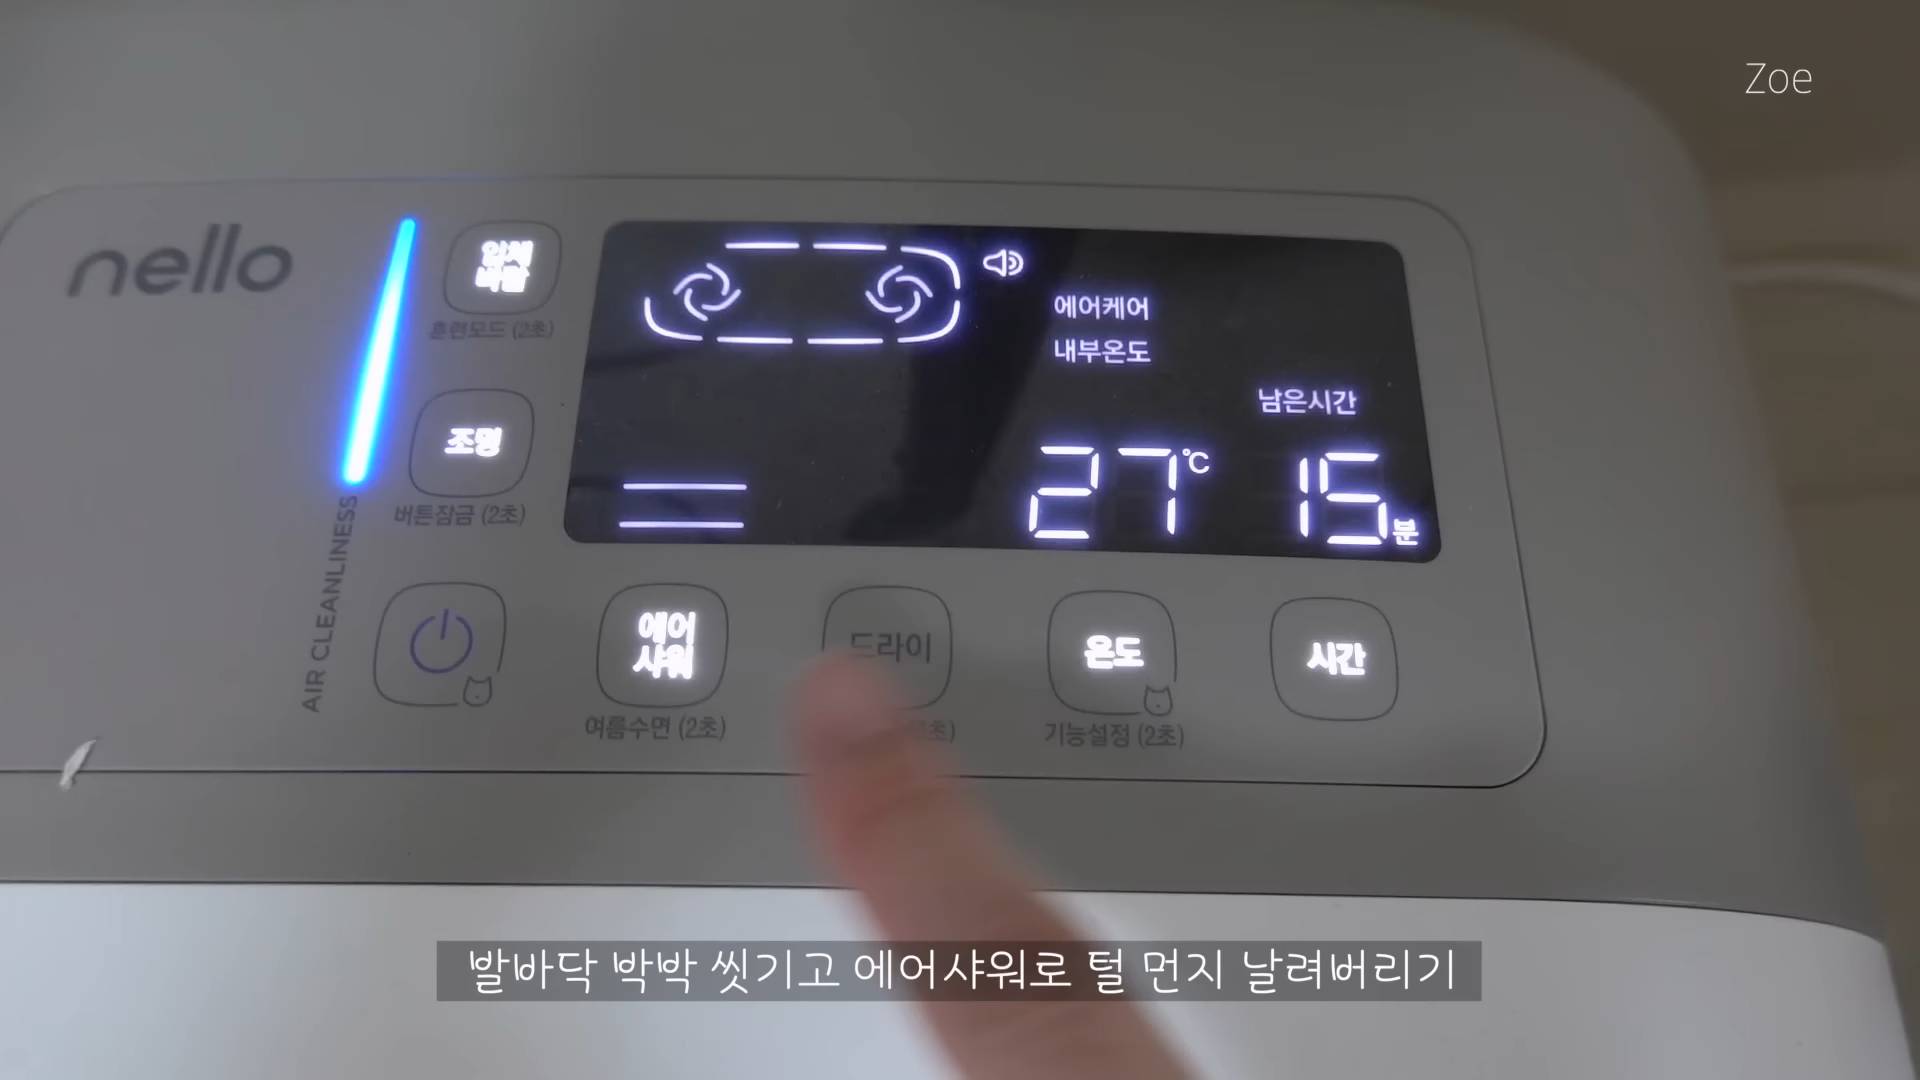 Zoe
nello
훈련모드 (2초)
조명
버튼잠금 (2초)
AIR CLEANLINESS
에어케어
내부온도
남은시간
27℃
15분
에어
샤워
여름수면 (2초)
드라이
초)
온도
기능설정 (2초)
시간
발바닥 박박 씻기고 에어샤워로 털 먼지 날려버리기